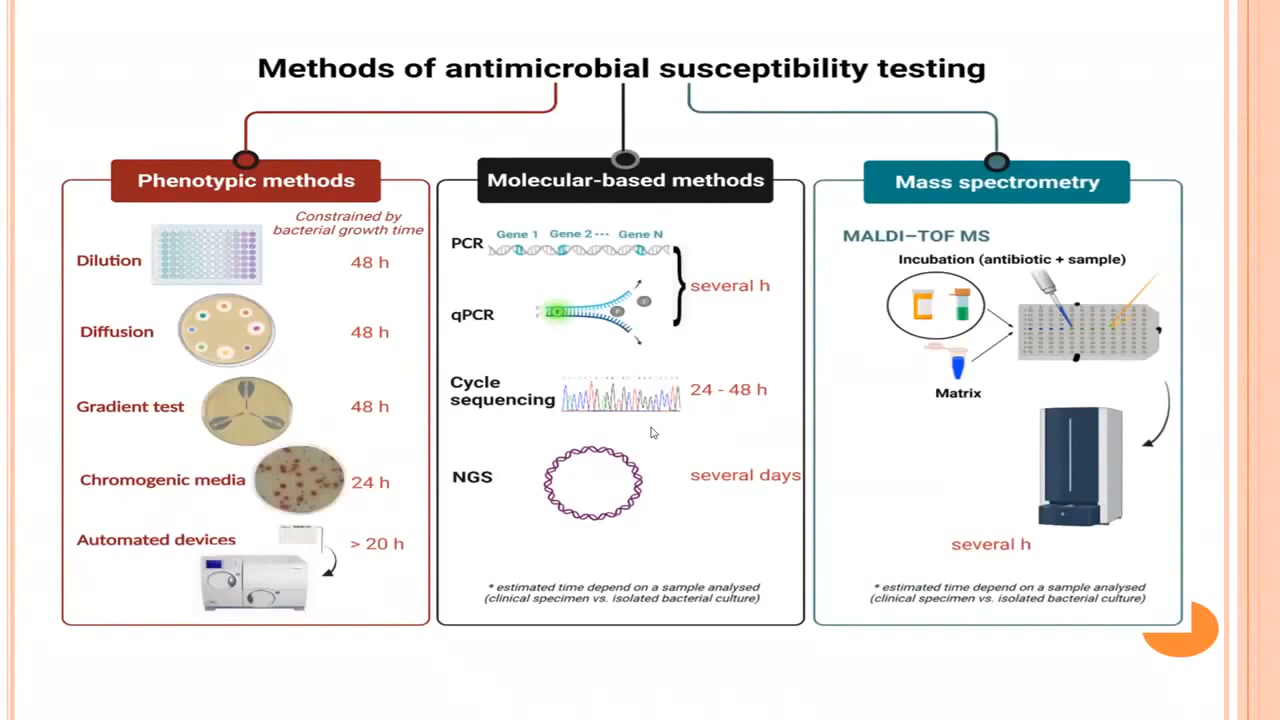 Methods of antimicrobial susceptibility testing
Phenotypic methods
Constrained by
bacterial growth time
Dilution
48 h
Diffusion
48 h
Gradient test
48 h
Chromogenic media
24 h
Automated devices
> 20 h
Molecular-based methods
PCR
Gene 1 Gene 2 ··· Gene N
several h
qPCR
Cycle
sequencing
24 - 48 h
NGS
several days
* estimated time depend on a sample analysed
(clinical specimen vs. isolated bacterial culture)
Mass spectrometry
MALDI–TOF MS
Incubation (antibiotic + sample)
Matrix
several h
* estimated time depend on a sample analysed
(clinical specimen vs. isolated bacterial culture)